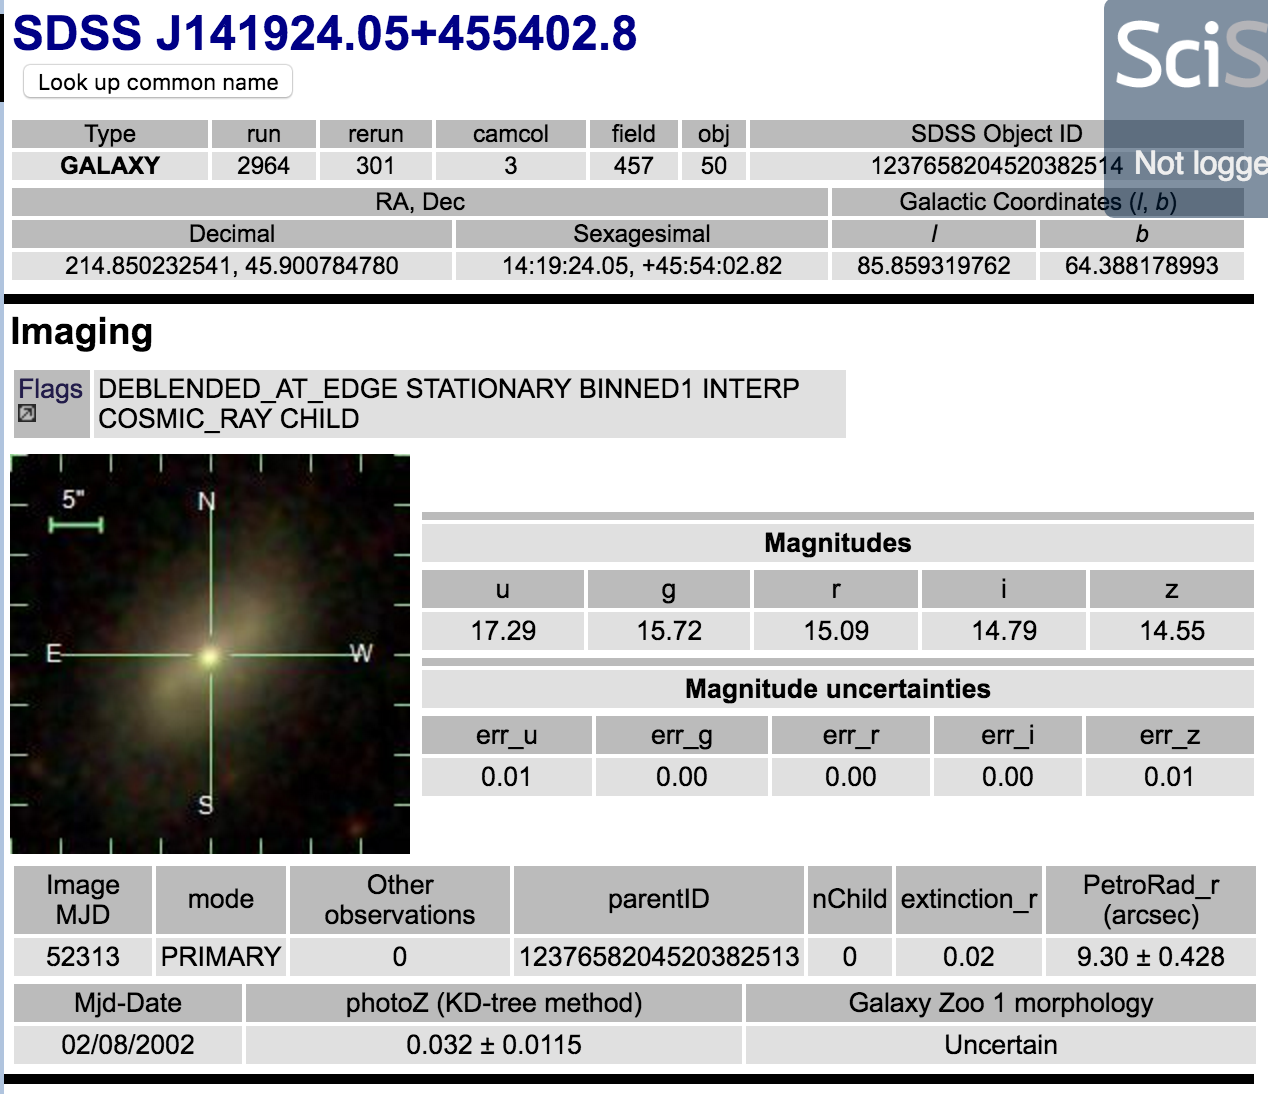 SDSS J141924.05+455402.8
SciS
Look up common name
Type run rerun camcol field obj SDSS Object ID
GALAXY 2964 301 3 457 50 1237658204520382514 Not logge
RA, Dec Galactic Coordinates (l, b)
Decimal Sexagesimal l b
214.850232541, 45.900784780 14:19:24.05, +45:54:02.82 85.859319762 64.388178993
Imaging
Flags DEBLENDED_AT_EDGE STATIONARY BINNED1 INTERP
COSMIC_RAY CHILD
5"
N
E
W
S
Magnitudes
u g r i z
17.29 15.72 15.09 14.79 14.55
Magnitude uncertainties
err_u err_g err_r err_i err_z
0.01 0.00 0.00 0.00 0.01
Image MJD mode Other observations parentID nChild extinction_r PetroRad_r (arcsec)
52313 PRIMARY 0 1237658204520382513 0 0.02 9.30 ± 0.428
Mjd-Date photoZ (KD-tree method) Galaxy Zoo 1 morphology
02/08/2002 0.032 ± 0.0115 Uncertain